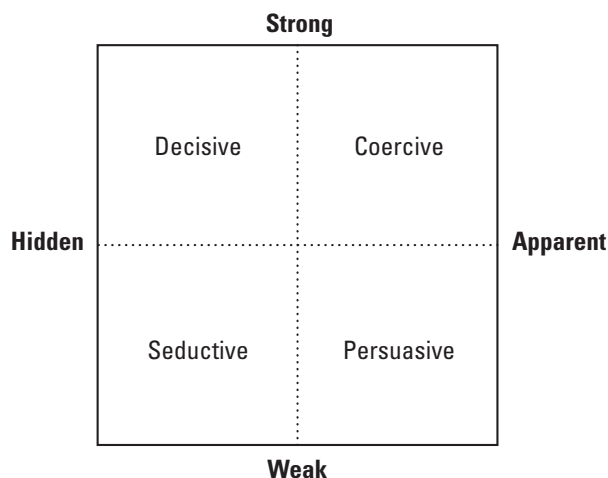 Strong
Decisive Coercive
Hidden Apparent
Seductive Persuasive
Weak